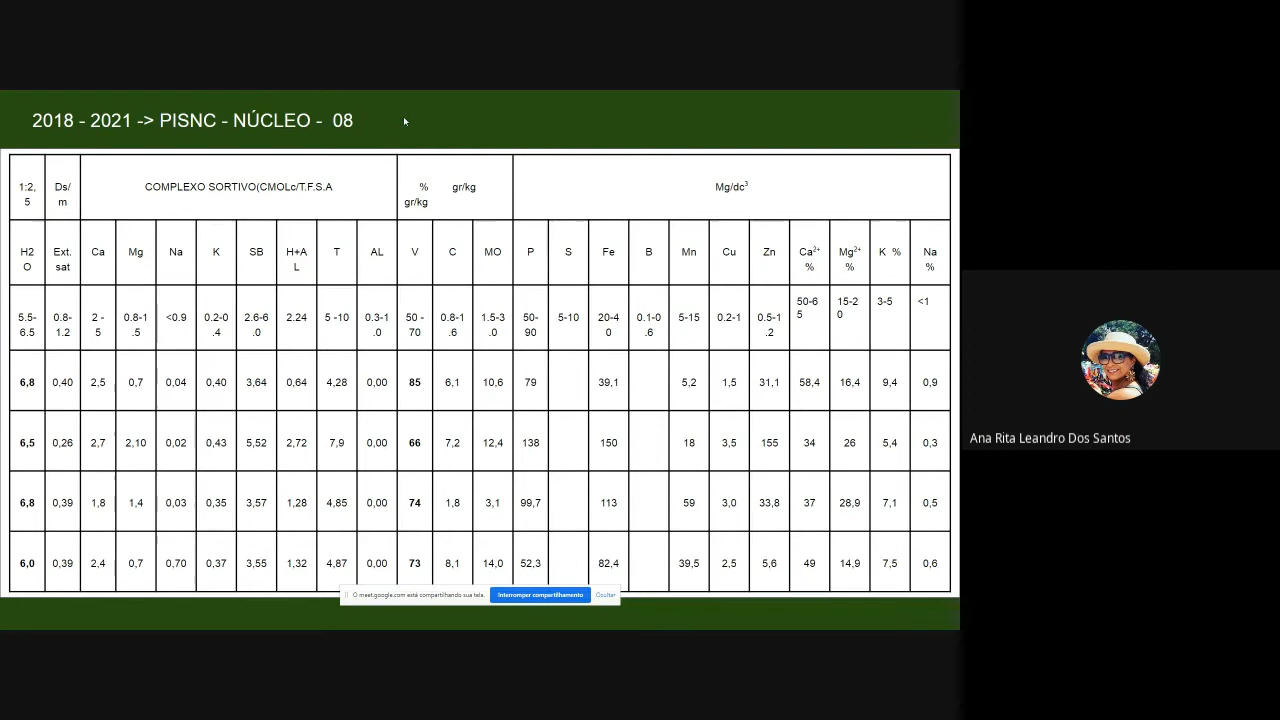 2018 - 2021 -> PISNC - NÚCLEO - 08
1:2,
5
Ds/
m
COMPLEXO SORTIVO(CMOLc/T.F.S.A
% gr/kg
gr/kg
Mg/dc³
H2
O
Ext.
sat
Ca
Mg
Na
K
SB
H+A
L
T
AL
V
C
MO
P
S
Fe
B
Mn
Cu
Zn
Ca²⁺
%
Mg²⁺
%
K %
Na
%
5.5-
6.5
0.8-
1.2
2 -
5
0.8-1
.5
<0.9
0.2-0
.4
2.6-6
.0
2.24
5 -10
0.3-1
.0
50 -
70
0.8-1
.6
1.5-3
.0
50-
90
5-10
20-4
0
0.1-0
.6
5-15
0.2-1
0.5-1
.2
50-6
5
15-2
0
3-5
<1
6,8 0,40 2,5 0,7 0,04 0,40 3,64 0,64 4,28 0,00 85 6,1 10,6 79 39,1 5,2 1,5 31,1 58,4 16,4 9,4 0,9
6,5 0,26 2,7 2,10 0,02 0,43 5,52 2,72 7,9 0,00 66 7,2 12,4 138 150 18 3,5 155 34 26 5,4 0,3
6,8 0,39 1,8 1,4 0,03 0,35 3,57 1,28 4,85 0,00 74 1,8 3,1 99,7 113 59 3,0 33,8 37 28,9 7,1 0,5
6,0 0,39 2,4 0,7 0,70 0,37 3,55 1,32 4,87 0,00 73 8,1 14,0 52,3 82,4 39,5 2,5 5,6 49 14,9 7,5 0,6
O meet.google.com está compartilhando sua tela. Interromper compartilhamento Ocultar
Ana Rita Leandro Dos Santos